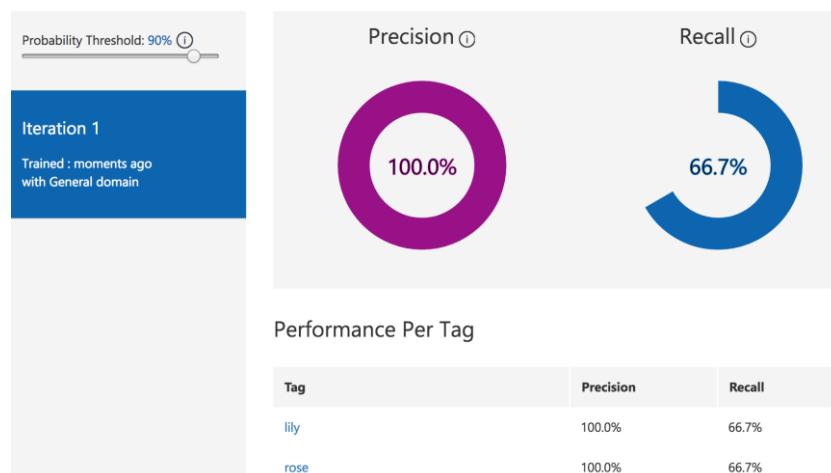 Probability Threshold: 90%
Iteration 1
Trained : moments ago
with General domain
Precision
100.0%
Recall
66.7%
Performance Per Tag
Tag Precision Recall
lily 100.0% 66.7%
rose 100.0% 66.7%